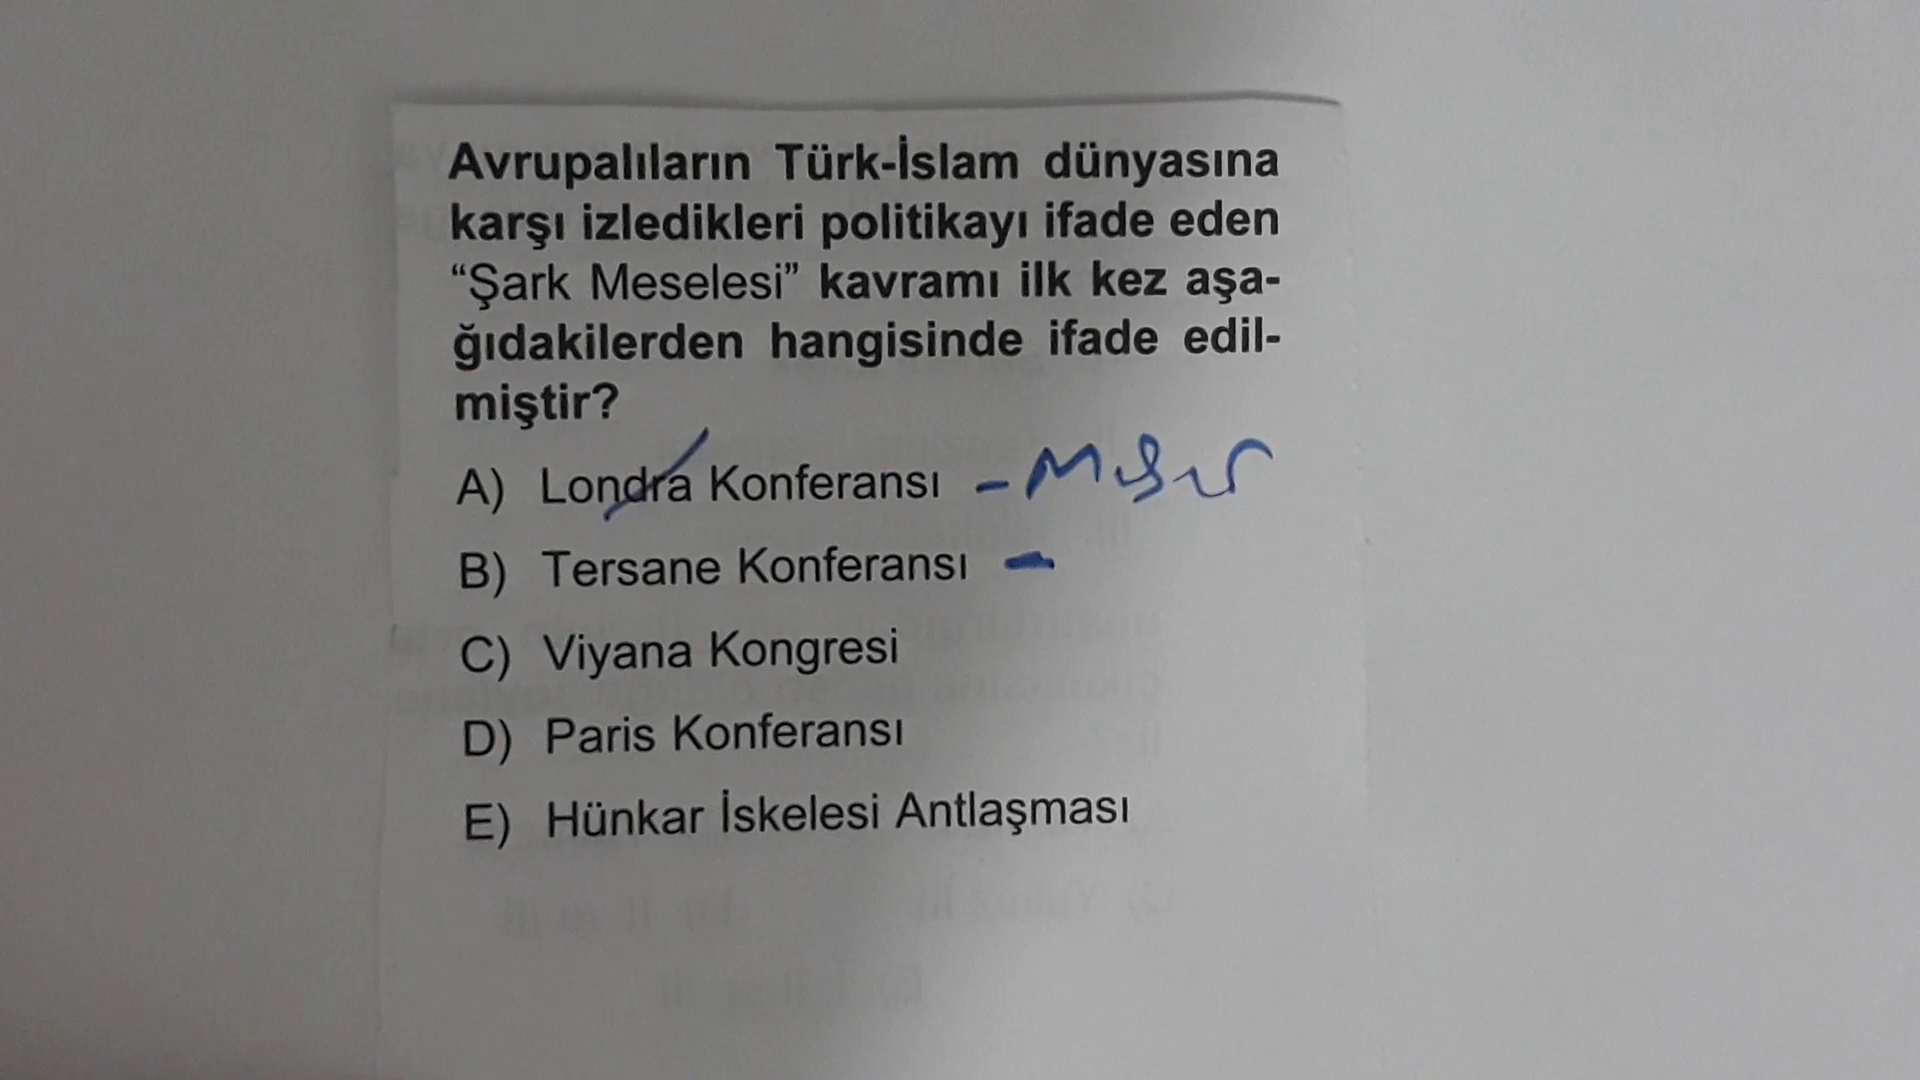 Avrupalıların Türk-İslam dünyasına
karşı izledikleri politikayı ifade eden
“Şark Meselesi” kavramı ilk kez aşa-
ğıdakilerden hangisinde ifade edil-
miştir?
A) Londra Konferansı - Mısır
B) Tersane Konferansı -
C) Viyana Kongresi
D) Paris Konferansı
E) Hünkar İskelesi Antlaşması